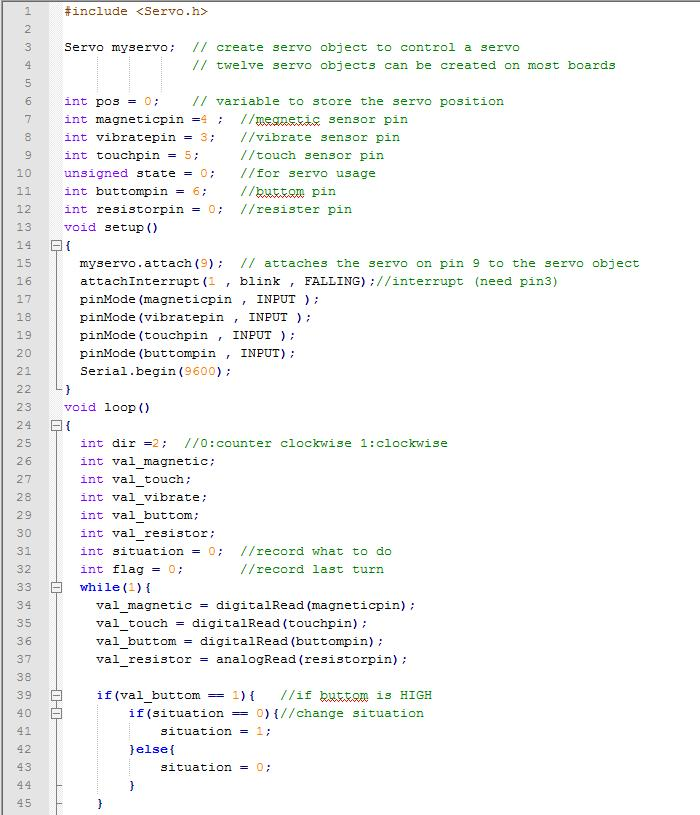 1 #include <Servo.h>
2
3 Servo myservo;  // create servo object to control a servo
4                 // twelve servo objects can be created on most boards
5
6 int pos = 0;    // variable to store the servo position
7 int magneticpin =4 ;  //megnetic sensor pin
8 int vibratepin = 3;   //vibrate sensor pin
9 int touchpin = 5;     //touch sensor pin
10 unsigned state = 0;   //for servo usage
11 int buttompin = 6;    //buttom pin
12 int resistorpin = 0;  //resister pin
13 void setup()
14 {
15   myservo.attach(9);  // attaches the servo on pin 9 to the servo object
16   attachInterrupt(1 , blink , FALLING);//interrupt (need pin3)
17   pinMode(magneticpin , INPUT );
18   pinMode(vibratepin , INPUT );
19   pinMode(touchpin , INPUT );
20   pinMode(buttompin , INPUT);
21   Serial.begin(9600);
22 }
23 void loop()
24 {
25   int dir =2;  //0:counter clockwise 1:clockwise
26   int val_magnetic;
27   int val_touch;
28   int val_vibrate;
29   int val_buttom;
30   int val_resistor;
31   int situation = 0;  //record what to do
32   int flag = 0;       //record last turn
33   while(1){
34     val_magnetic = digitalRead(magneticpin);
35     val_touch = digitalRead(touchpin);
36     val_buttom = digitalRead(buttompin);
37     val_resistor = analogRead(resistorpin);
38
39     if(val_buttom == 1){   //if buttom is HIGH
40         if(situation == 0){//change situation
41             situation = 1;
42         }else{
43             situation = 0;
44         }
45     }